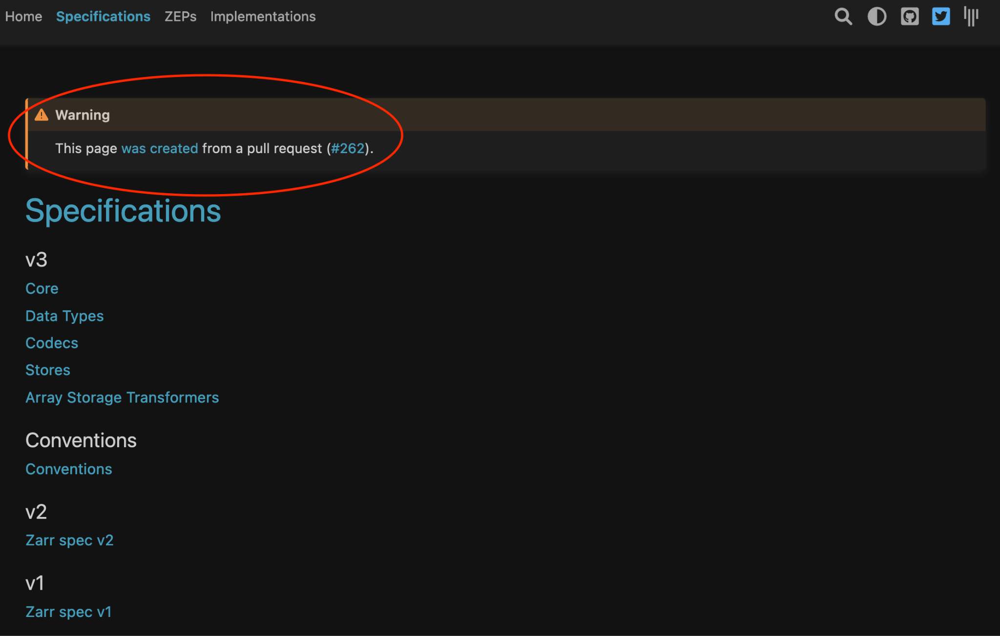 Home Specifications ZEPs Implementations
Warning
This page was created from a pull request (#262).
Specifications
v3
Core
Data Types
Codecs
Stores
Array Storage Transformers
Conventions
Conventions
v2
Zarr spec v2
v1
Zarr spec v1